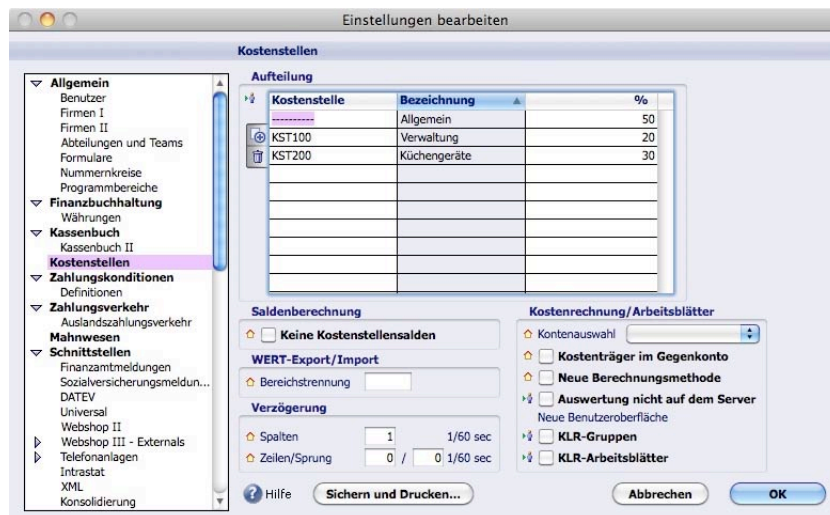 Einstellungen bearbeiten
Kostenstellen
Allgemein
Benutzer
Firmen I
Firmen II
Abteilungen und Teams
Formulare
Nummernkreise
Programmbereiche
Finanzbuchhaltung
Währungen
Kassenbuch
Kassenbuch II
Kostenstellen
Zahlungskonditionen
Definitionen
Zahlungsverkehr
Auslandszahlungsverkehr
Mahnwesen
Schnittstellen
Finanzamtmeldungen
Sozialversicherungsmeldun...
DATEV
Universal
Webshop II
Webshop III - Externals
Telefonanlagen
Intrastat
XML
Konsolidierung
Aufteilung
Kostenstelle Bezeichnung %
---------- Allgemein 50
KST100 Verwaltung 20
KST200 Küchengeräte 30
Saldenberechnung
Keine Kostenstellensalden
WERT-Export/Import
Bereichstrennung
Verzögerung
Spalten 1 1/60 sec
Zeilen/Sprung 0 / 0 1/60 sec
Kostenrechnung/Arbeitsblätter
Kontenauswahl
Kostenträger im Gegenkonto
Neue Berechnungsmethode
Auswertung nicht auf dem Server
Neue Benutzeroberfläche
KLR-Gruppen
KLR-Arbeitsblätter
? Hilfe Sichern und Drucken... Abbrechen OK